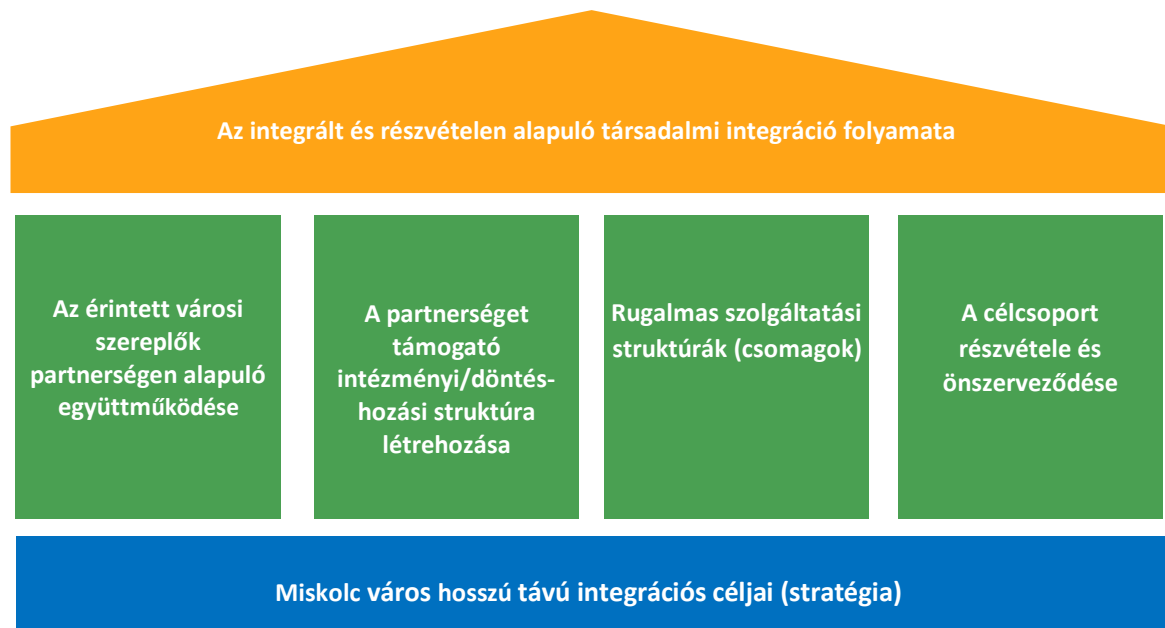 Az integrált és részvételen alapuló társadalmi integráció folyamata
Az érintett városi
szereplők
partnerségen alapuló
együttműködése
A partnerséget
támogató
intézményi/döntés-
hozási struktúra
létrehozása
Rugalmas szolgáltatási
struktúrák (csomagok)
A célcsoport
részvétele és
önszerveződése
Miskolc város hosszú távú integrációs céljai (stratégia)